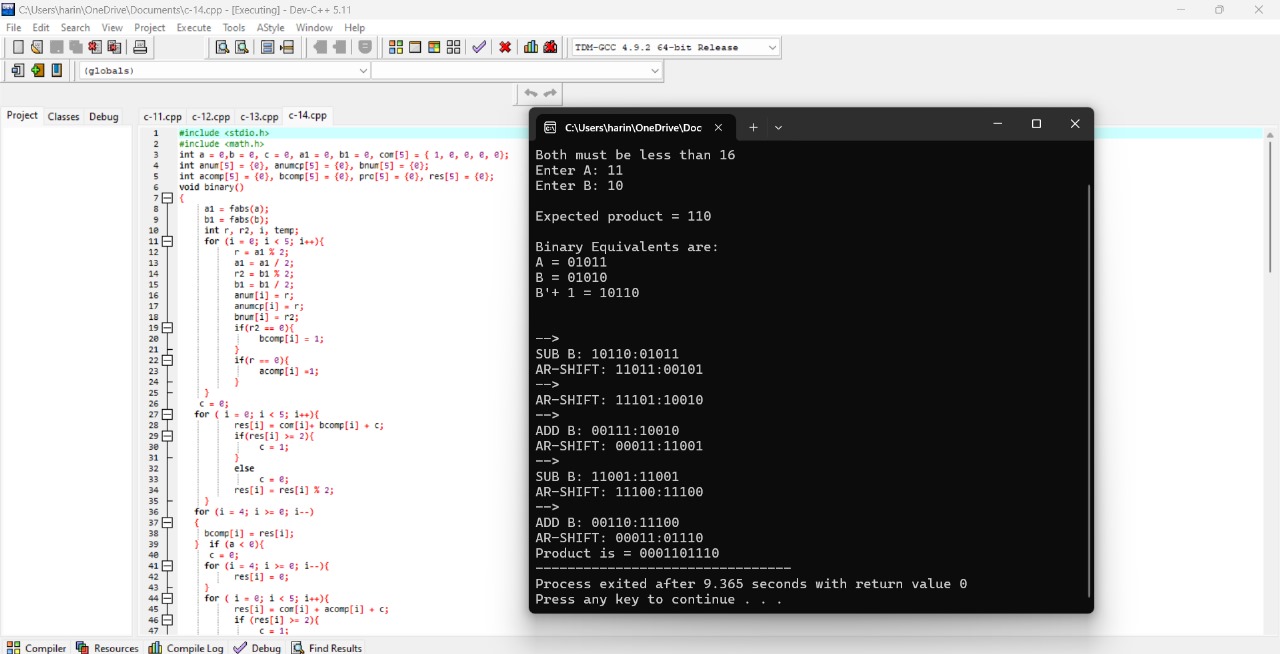 C:\Users\harin\OneDrive\Documents\c-14.cpp - [Executing] - Dev-C++ 5.11
File Edit Search View Project Execute Tools AStyle Window Help
TDM-GCC 4.9.2 64-bit Release
(globals)
Project Classes Debug
c-11.cpp c-12.cpp c-13.cpp c-14.cpp
1 #include <stdio.h>
2 #include <math.h>
3 int a = 0,b = 0, c = 0, a1 = 0, b1 = 0, com[5] = { 1, 0, 0, 0, 0};
4 int anum[5] = {0}, anumcp[5] = {0}, bnum[5] = {0};
5 int acomp[5] = {0}, bcomp[5] = {0}, pro[5] = {0}, res[5] = {0};
6 void binary()
7 {
8 a1 = fabs(a);
9 b1 = fabs(b);
10 int r, r2, i, temp;
11 for (i = 0; i < 5; i++){
12 r = a1 % 2;
13 a1 = a1 / 2;
14 r2 = b1 % 2;
15 b1 = b1 / 2;
16 anum[i] = r;
17 anumcp[i] = r;
18 bnum[i] = r2;
19 if(r2 == 0){
20 bcomp[i] = 1;
21 }
22 if(r == 0){
23 acomp[i] =1;
24 }
25 }
26 c = 0;
27 for ( i = 0; i < 5; i++){
28 res[i] = com[i]+ bcomp[i] + c;
29 if(res[i] >= 2){
30 c = 1;
31 }
32 else
33 c = 0;
34 res[i] = res[i] % 2;
35 }
36 for (i = 4; i >= 0; i--)
37 {
38 bcomp[i] = res[i];
39 } if (a < 0){
40 c = 0;
41 for (i = 4; i >= 0; i--){
42 res[i] = 0;
43 }
44 for ( i = 0; i < 5; i++){
45 res[i] = com[i] + acomp[i] + c;
46 if (res[i] >= 2){
47 c = 1;
C:\Users\harin\OneDrive\Doc
Both must be less than 16
Enter A: 11
Enter B: 10
Expected product = 110
Binary Equivalents are:
A = 01011
B = 01010
B'+ 1 = 10110
-->
SUB B: 10110:01011
AR-SHIFT: 11011:00101
-->
AR-SHIFT: 11101:10010
-->
ADD B: 00111:10010
AR-SHIFT: 00011:11001
-->
SUB B: 11001:11001
AR-SHIFT: 11100:11100
-->
ADD B: 00110:11100
AR-SHIFT: 00011:01110
Product is = 0001101110
--------------------------------
Process exited after 9.365 seconds with return value 0
Press any key to continue . . .
Compiler Resources Compile Log Debug Find Results